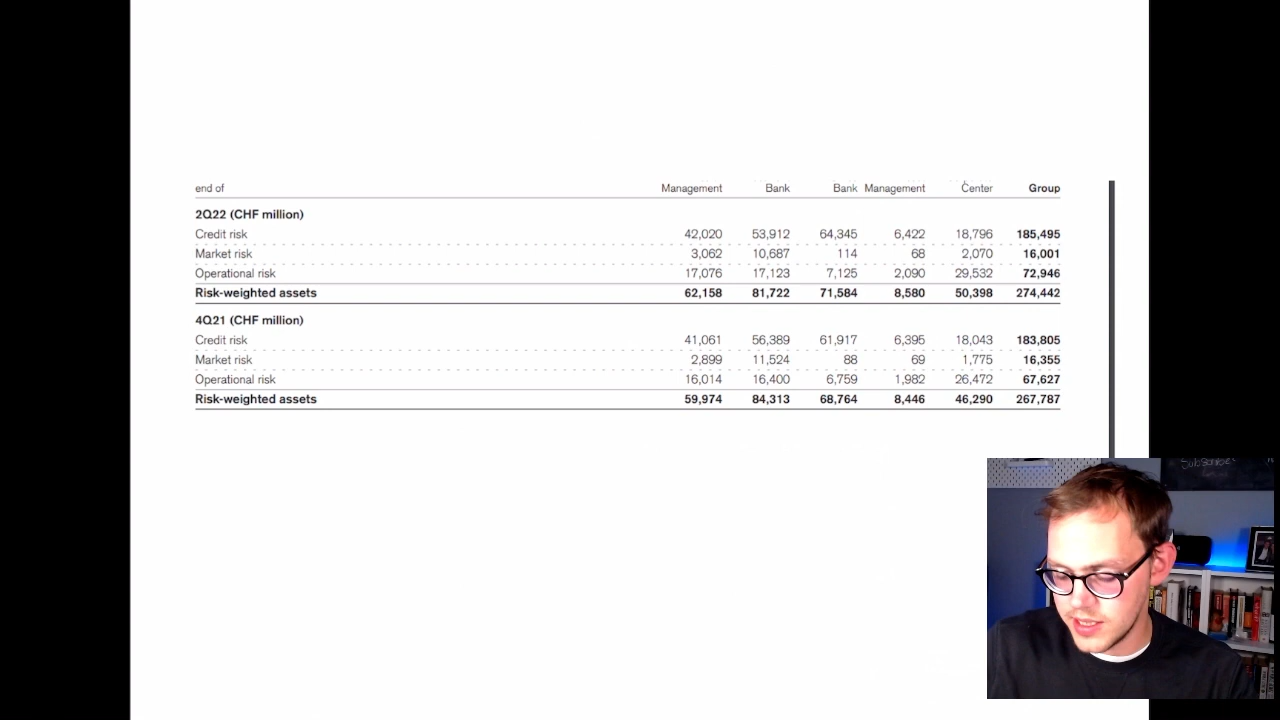 end of Management Bank Bank Management Center Group
2Q22 (CHF million)
Credit risk 42,020 53,912 64,345 6,422 18,796 185,495
Market risk 3,062 10,687 114 68 2,070 16,001
Operational risk 17,076 17,123 7,125 2,090 29,532 72,946
Risk-weighted assets 62,158 81,722 71,584 8,580 50,398 274,442
4Q21 (CHF million)
Credit risk 41,061 56,389 61,917 6,395 18,043 183,805
Market risk 2,899 11,524 88 69 1,775 16,355
Operational risk 16,014 16,400 6,759 1,982 26,472 67,627
Risk-weighted assets 59,974 84,313 68,764 8,446 46,290 267,787
Subscribe